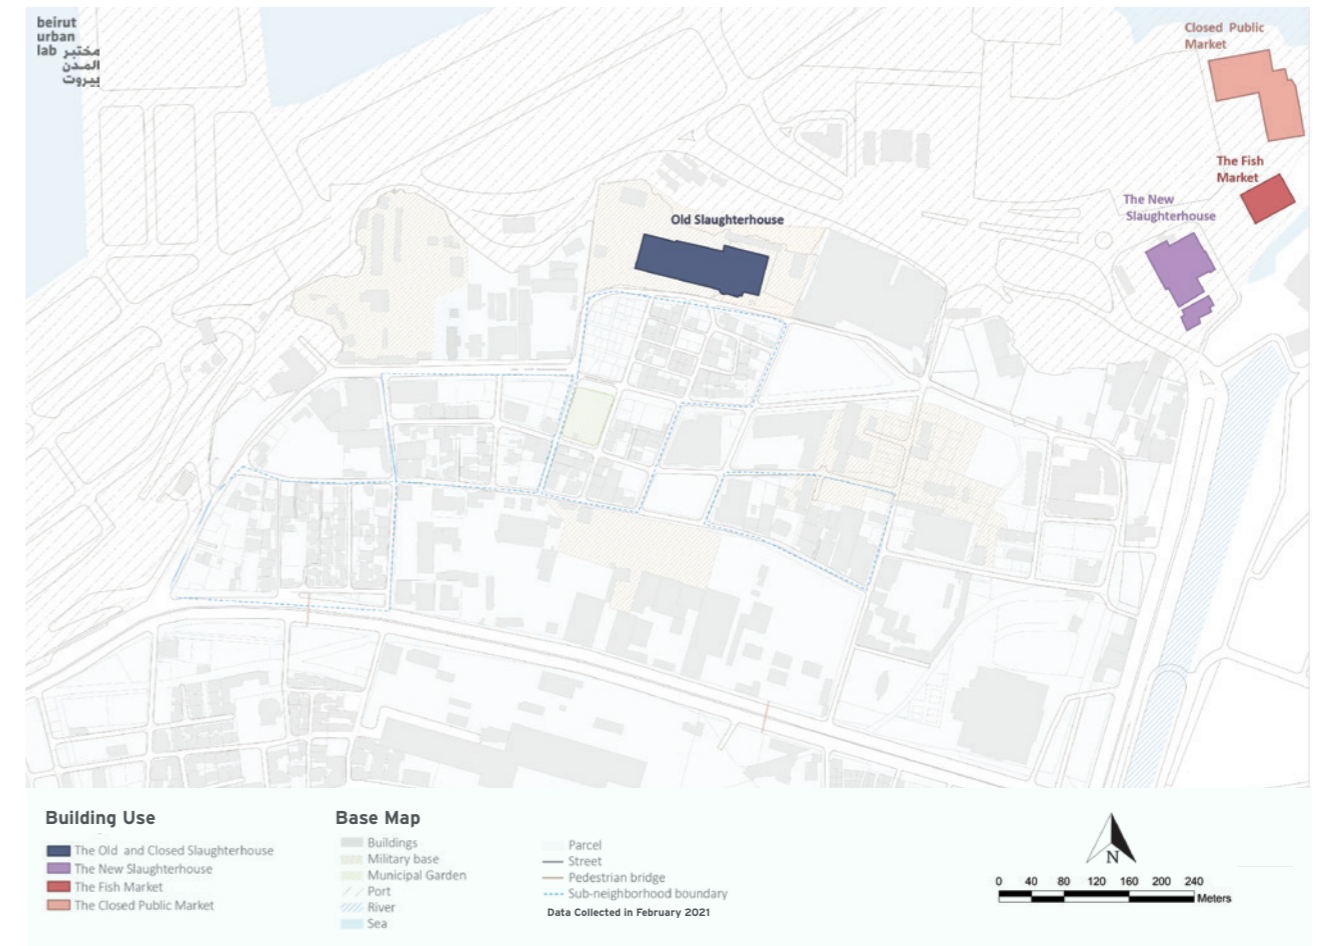 beirut
urban
lab مختبر
المدن
بيروت
Closed Public
Market
The Fish
Market
The New
Slaughterhouse
Old Slaughterhouse
Building Use
The Old and Closed Slaughterhouse
The New Slaughterhouse
The Fish Market
The Closed Public Market
Base Map
Buildings
Military base
Municipal Garden
Port
River
Sea
Parcel
Street
Pedestrian bridge
Sub-neighborhood boundary
Data Collected in February 2021
N
0 40 80 120 160 200 240
Meters